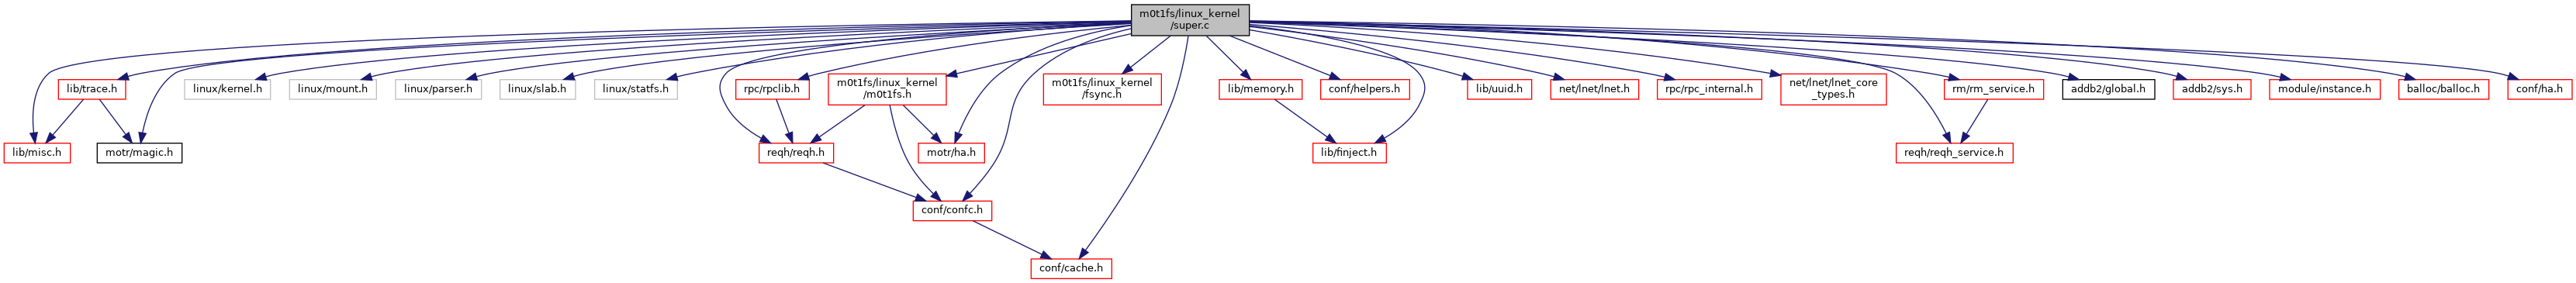 m0t1fs/linux_kernel
/super.c
lib/trace.h
linux/kernel.h
linux/mount.h
linux/parser.h
linux/slab.h
linux/statfs.h
rpc/rpclib.h
m0t1fs/linux_kernel
/m0t1fs.h
m0t1fs/linux_kernel
/fsync.h
lib/memory.h
conf/helpers.h
lib/uuid.h
net/lnet/lnet.h
rpc/rpc_internal.h
net/lnet/lnet_core
_types.h
rm/rm_service.h
addb2/global.h
addb2/sys.h
module/instance.h
balloc/balloc.h
conf/ha.h
lib/misc.h
motr/magic.h
reqh/reqh.h
motr/ha.h
lib/finject.h
reqh/reqh_service.h
conf/confc.h
conf/cache.h